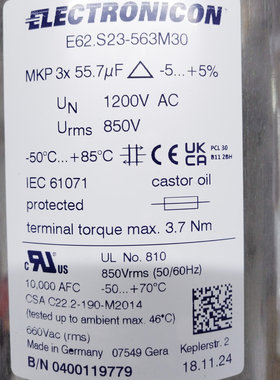 ELECTRONICON
E62.S23-563M30
MKP 3x 55.7µF -5...+5%
UN 1200V AC
Urms 850V
-50°C...+85°C CE UK CA PCL 30 B11 2BH
IEC 61071 castor oil
protected
terminal torque max. 3.7 Nm
UL No. 810
850Vrms (50/60Hz)
c RU US
10,000 AFC -50...+70°C
CSA C22.2-190-M2014
(tested up to ambient max. 46°C)
660Vac (rms)
Made in Germany 07549 Gera Keplerstr. 2
B/N 0400119779 18.11.24